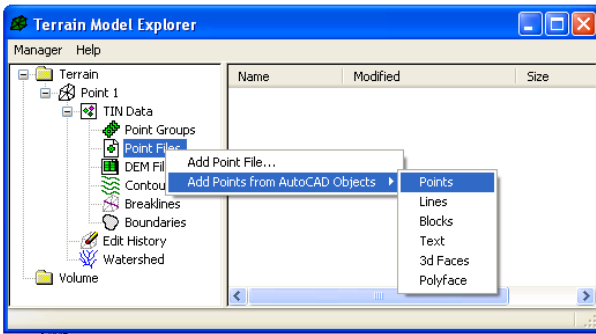 Terrain Model Explorer
Manager Help
Terrain
Point 1
TIN Data
Point Groups
Point Files
DEM Fil
Contou
Breaklines
Boundaries
Edit History
Watershed
Volume
Name Modified Size
Add Point File...
Add Points from AutoCAD Objects
Points
Lines
Blocks
Text
3d Faces
Polyface